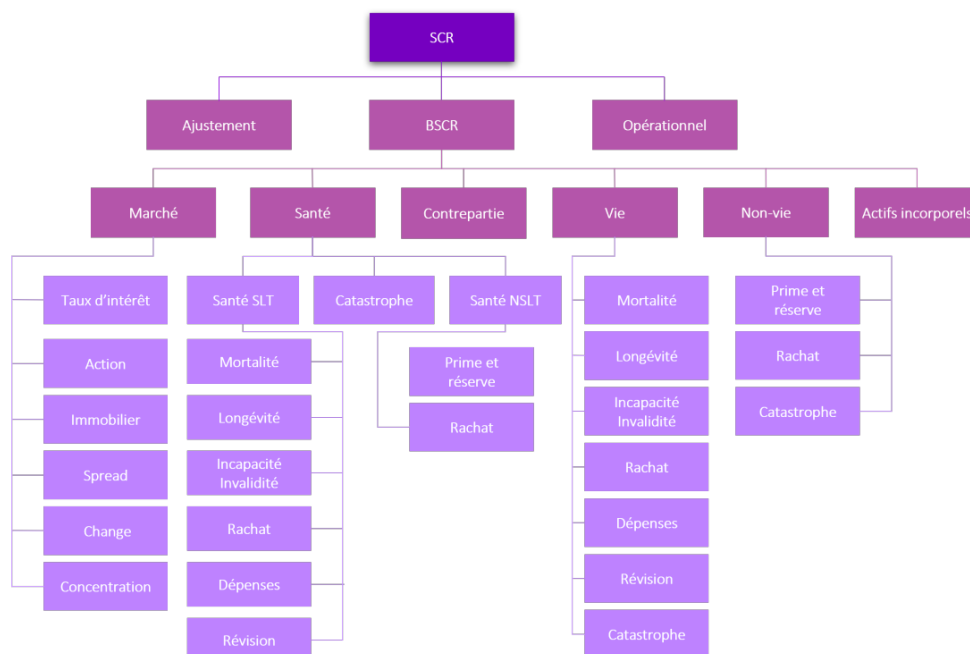 SCR
Ajustement
BSCR
Opérationnel
Marché
Santé
Contrepartie
Vie
Non-vie
Actifs incorporels
Taux d'intérêt
Action
Immobilier
Spread
Change
Concentration
Santé SLT
Catastrophe
Santé NSLT
Mortalité
Longévité
Incapacité
Invalidité
Rachat
Dépenses
Révision
Prime et
réserve
Rachat
Mortalité
Longévité
Incapacité
Invalidité
Rachat
Dépenses
Révision
Catastrophe
Prime et
réserve
Rachat
Catastrophe